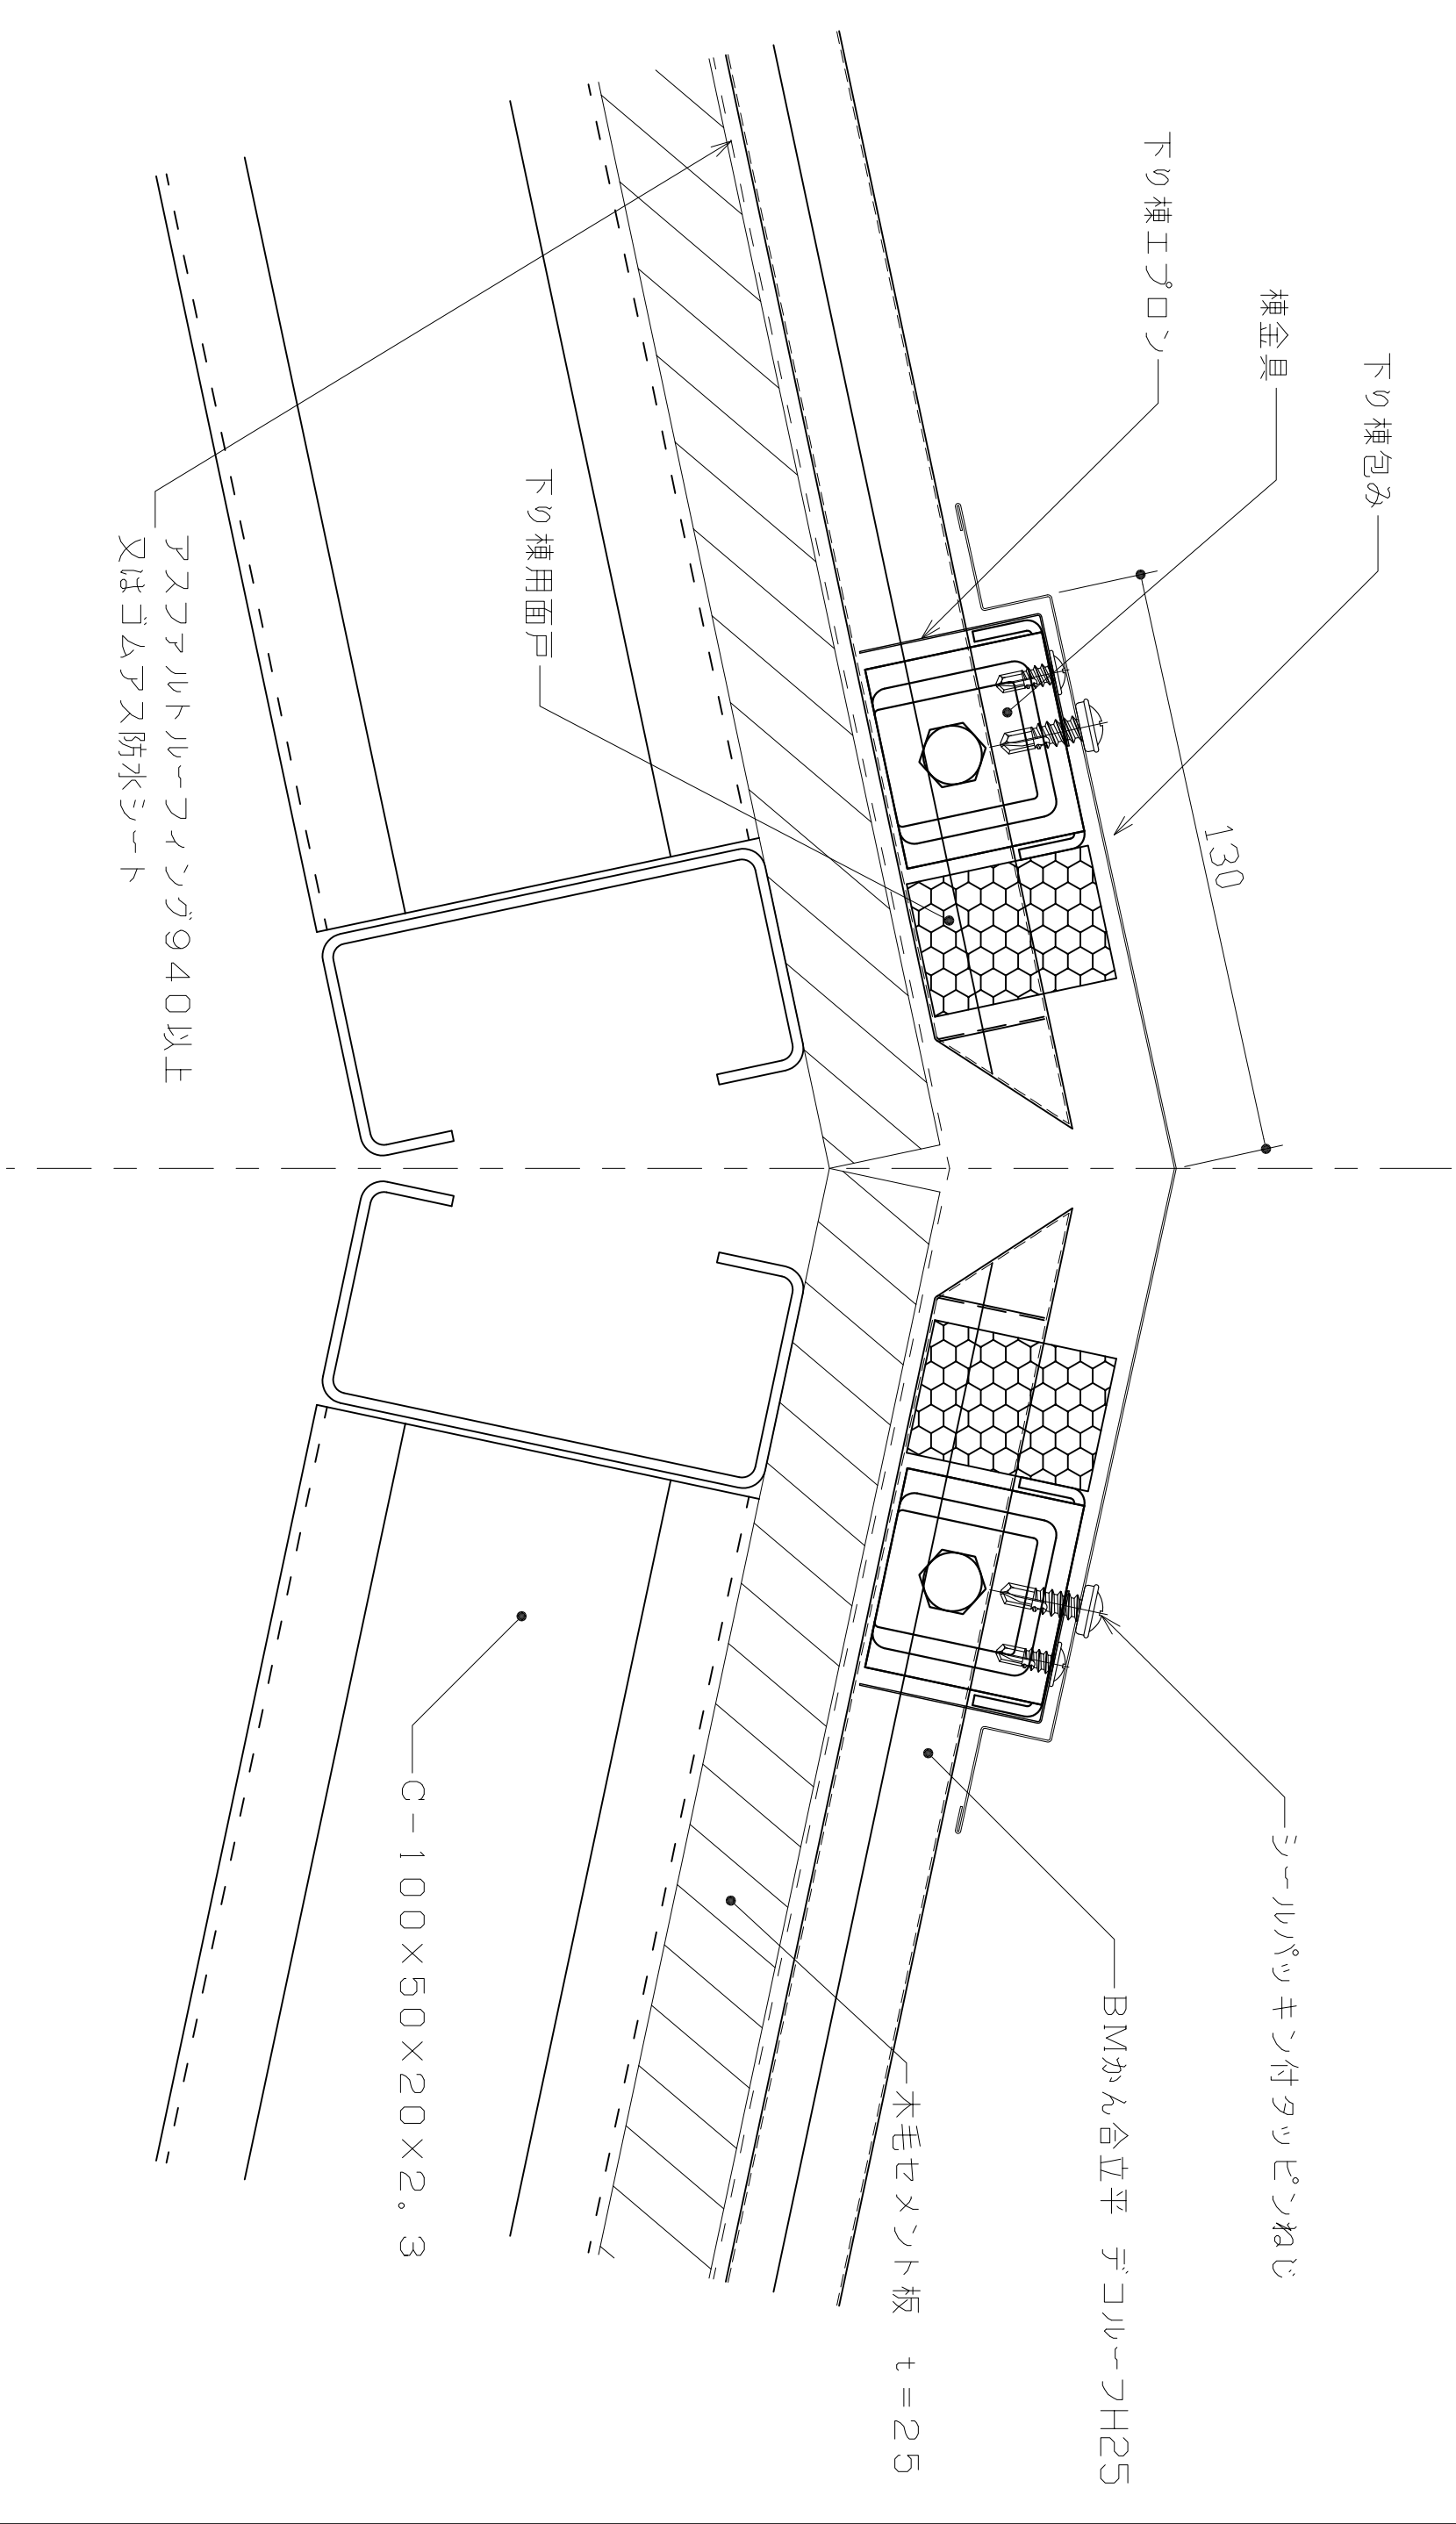 下り棟包み
棟金具
下り棟エプロン
130
シールパッキン付タッピンねじ
BMかん合立平 デコルーフH25
木毛セメント板 t=25
下り棟用面戸
C-100×50×20×2.3
アスファルトルーフィング940以上
又はゴムアス防水シート